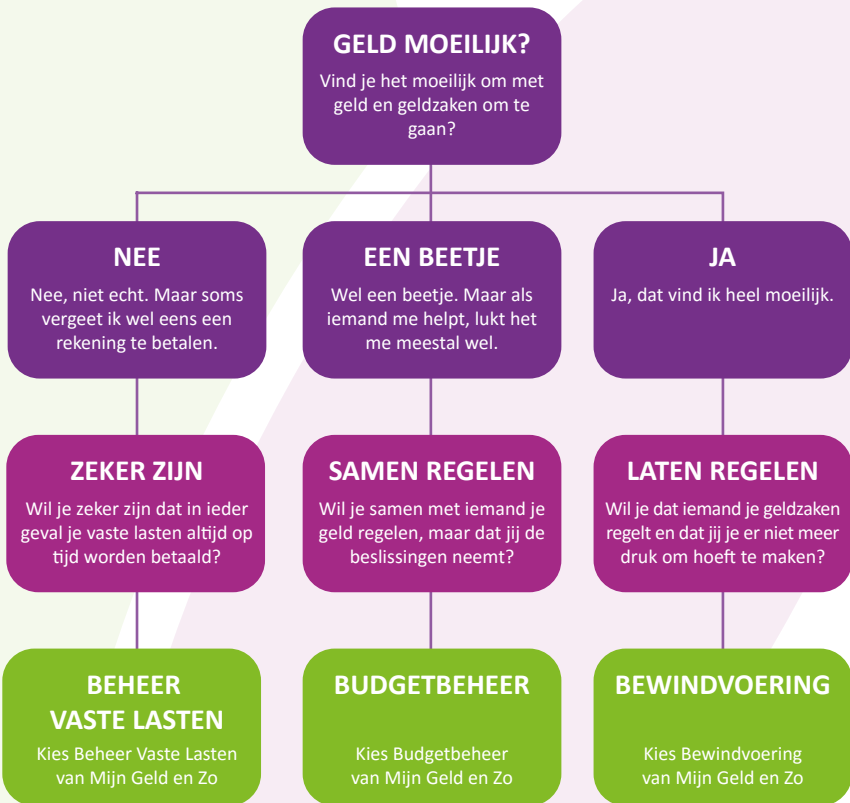 GELD MOEILIJK?
Vind je het moeilijk om met
geld en geldzaken om te
gaan?
NEE
Nee, niet echt. Maar soms
vergeet ik wel eens een
rekening te betalen.
EEN BEETJE
Wel een beetje. Maar als
iemand me helpt, lukt het
me meestal wel.
JA
Ja, dat vind ik heel moeilijk.
ZEKER ZIJN
Wil je zeker zijn dat in ieder
geval je vaste lasten altijd op
tijd worden betaald?
SAMEN REGELEN
Wil je samen met iemand je
geld regelen, maar dat jij de
beslissingen neemt?
LATEN REGELEN
Wil je dat iemand je geldzaken
regelt en dat jij je er niet meer
druk om hoeft te maken?
BEHEER
VASTE LASTEN
Kies Beheer Vaste Lasten
van Mijn Geld en Zo
BUDGETBEHEER
Kies Budgetbeheer
van Mijn Geld en Zo
BEWINDVOERING
Kies Bewindvoering
van Mijn Geld en Zo